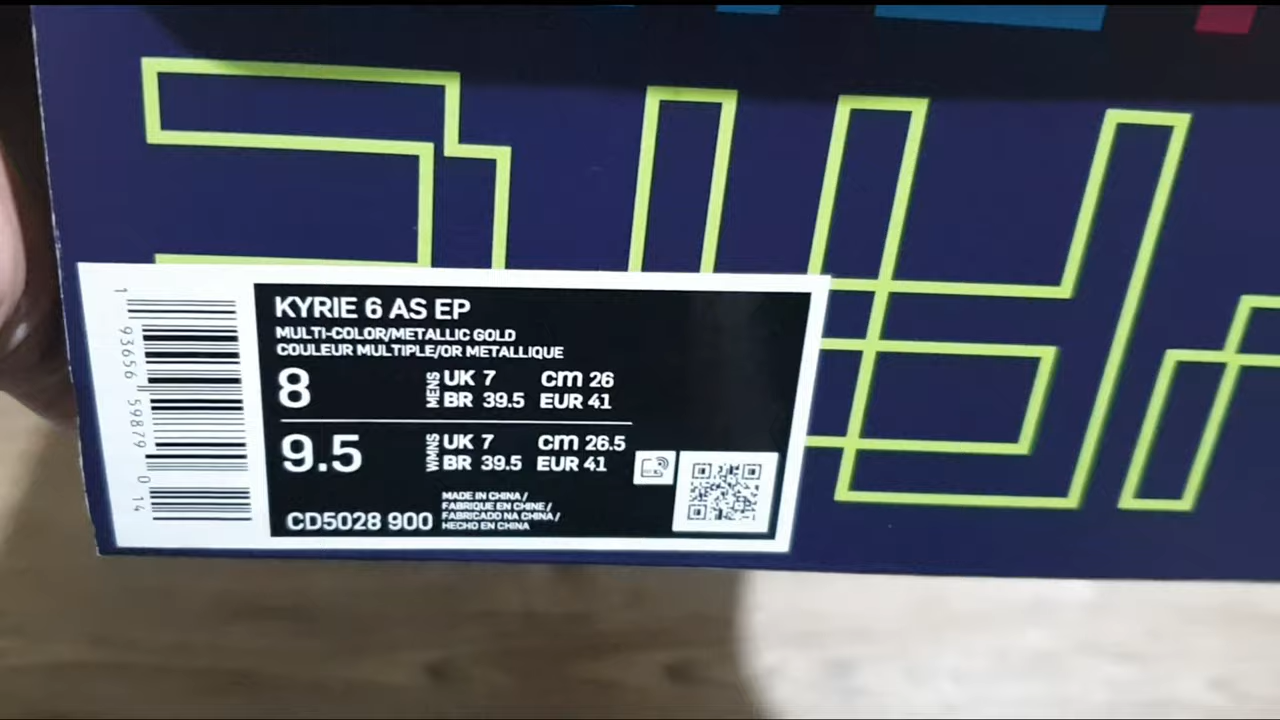 KYRIE 6 AS EP
MULTI-COLOR/METALLIC GOLD
COULEUR MULTIPLE/OR METALLIQUE
8 MENS UK 7 cm 26
BR 39.5 EUR 41
9.5 WMNS UK 7 cm 26.5
BR 39.5 EUR 41
CD5028 900
MADE IN CHINA /
FABRIQUE EN CHINE /
FABRICADO NA CHINA /
HECHO EN CHINA
1 93656 59879 0 14